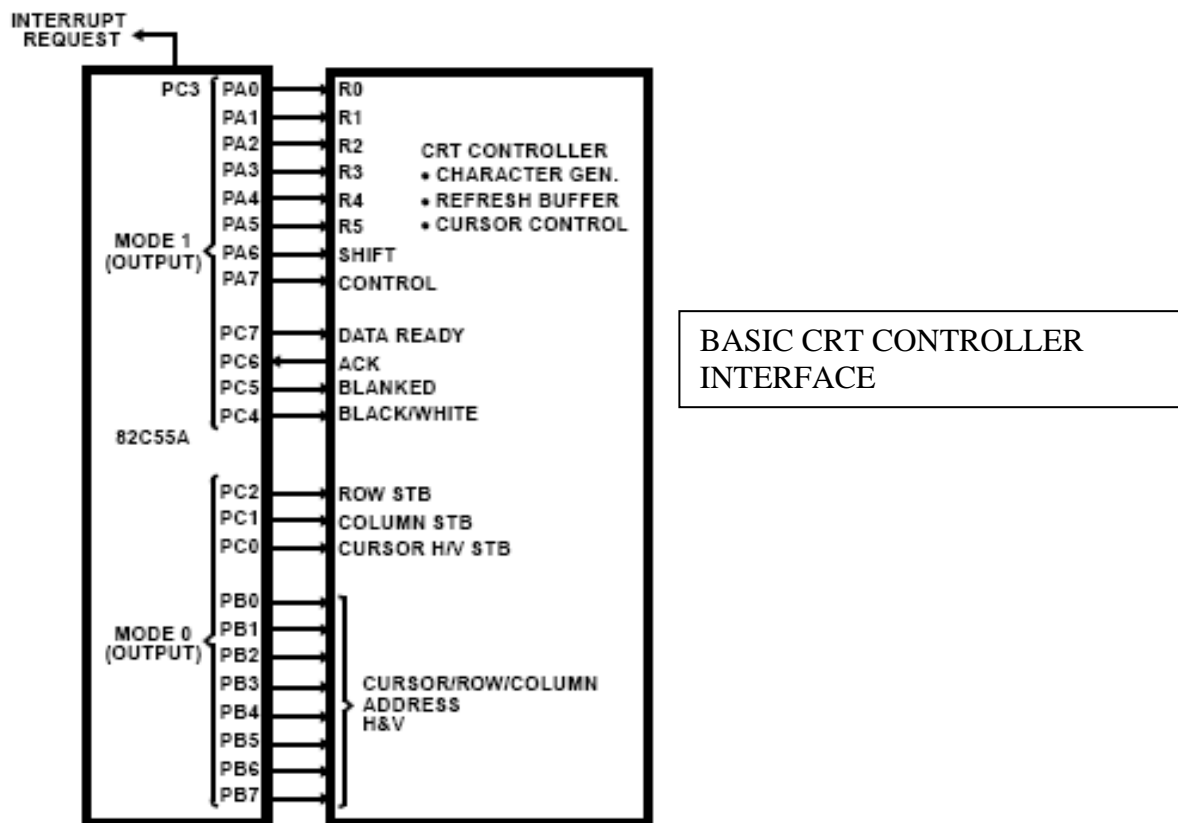 INTERRUPT
REQUEST
PC3 PA0 R0
PA1 R1
PA2 R2
PA3 R3
PA4 R4
PA5 R5
PA6 SHIFT
PA7 CONTROL
MODE 1
(OUTPUT)
CRT CONTROLLER
• CHARACTER GEN.
• REFRESH BUFFER
• CURSOR CONTROL
PC7 DATA READY
PC6 ACK
PC5 BLANKED
PC4 BLACK/WHITE
82C55A
PC2 ROW STB
PC1 COLUMN STB
PC0 CURSOR H/V STB
PB0
PB1
PB2
PB3
PB4
PB5
PB6
PB7
MODE 0
(OUTPUT)
CURSOR/ROW/COLUMN
ADDRESS
H&V
BASIC CRT CONTROLLER
INTERFACE